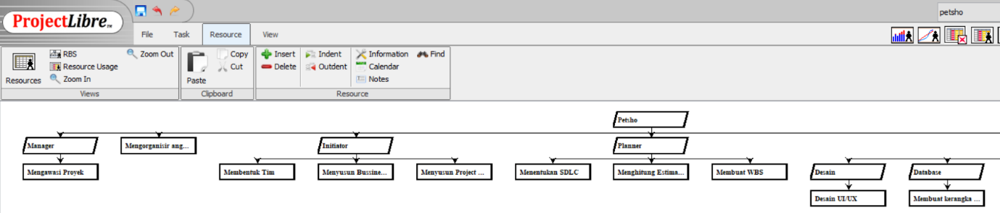 ProjectLibre™
petsho
File Task Resource View
Resources
RBS
Resource Usage
Zoom In
Zoom Out
Views
Paste
Copy
Cut
Clipboard
Insert
Delete
Indent
Outdent
Information
Calendar
Notes
Find
Resource
Petsho
Manager
Mengorganisir ang...
Initiator
Planner
Mengawasi Proyek
Membentuk Tim
Menyusun Bussine...
Menyusun Project ...
Menentukan SDLC
Menghitung Estima...
Membuat WBS
Desain
Database
Desain UI/UX
Membuat kerangka ...